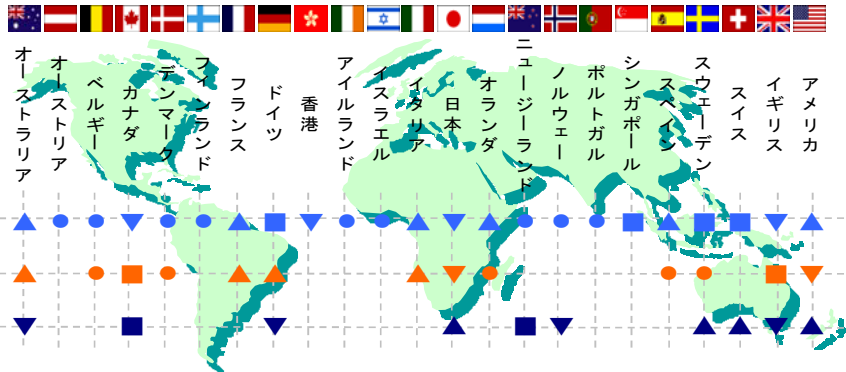 オーストラリア
オーストリア
ベルギー
カナダ
デンマーク
フィンランド
フランス
ドイツ
香港
アイルランド
イスラエル
イタリア
日本
オランダ
ニュージーランド
ノルウェー
ポルトガル
シンガポール
スペイン
スウェーデン
スイス
イギリス
アメリカ